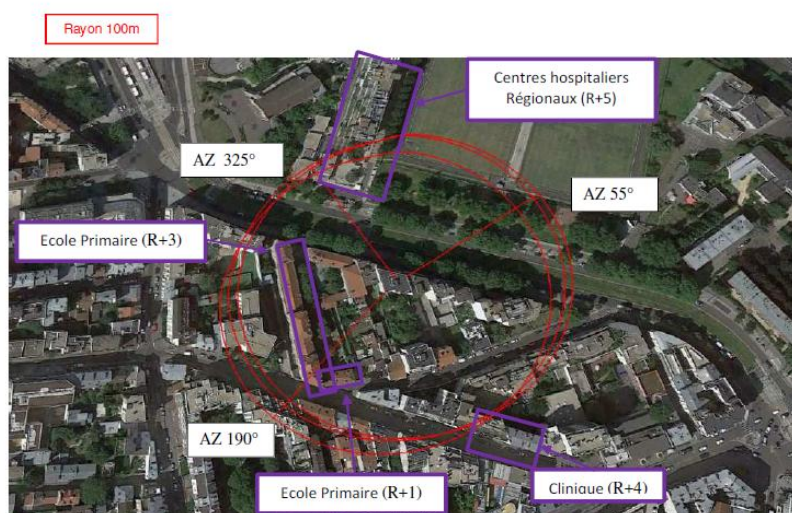 Rayon 100m
Centres hospitaliers
Régionaux (R+5)
AZ 325°
AZ 55°
Ecole Primaire (R+3)
AZ 190°
Ecole Primaire (R+1)
Clinique (R+4)